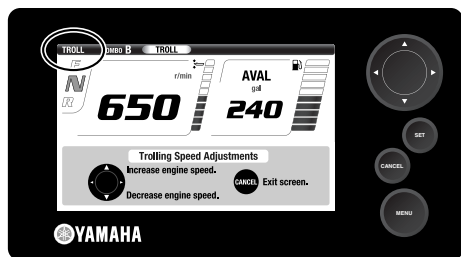 TROLL COMBO B TROLL
F
N
R
r/min
650
AVAL
gal
240
Trolling Speed Adjustments
Increase engine speed.
Decrease engine speed.
CANCEL Exit screen.
SET
CANCEL
MENU
YAMAHA